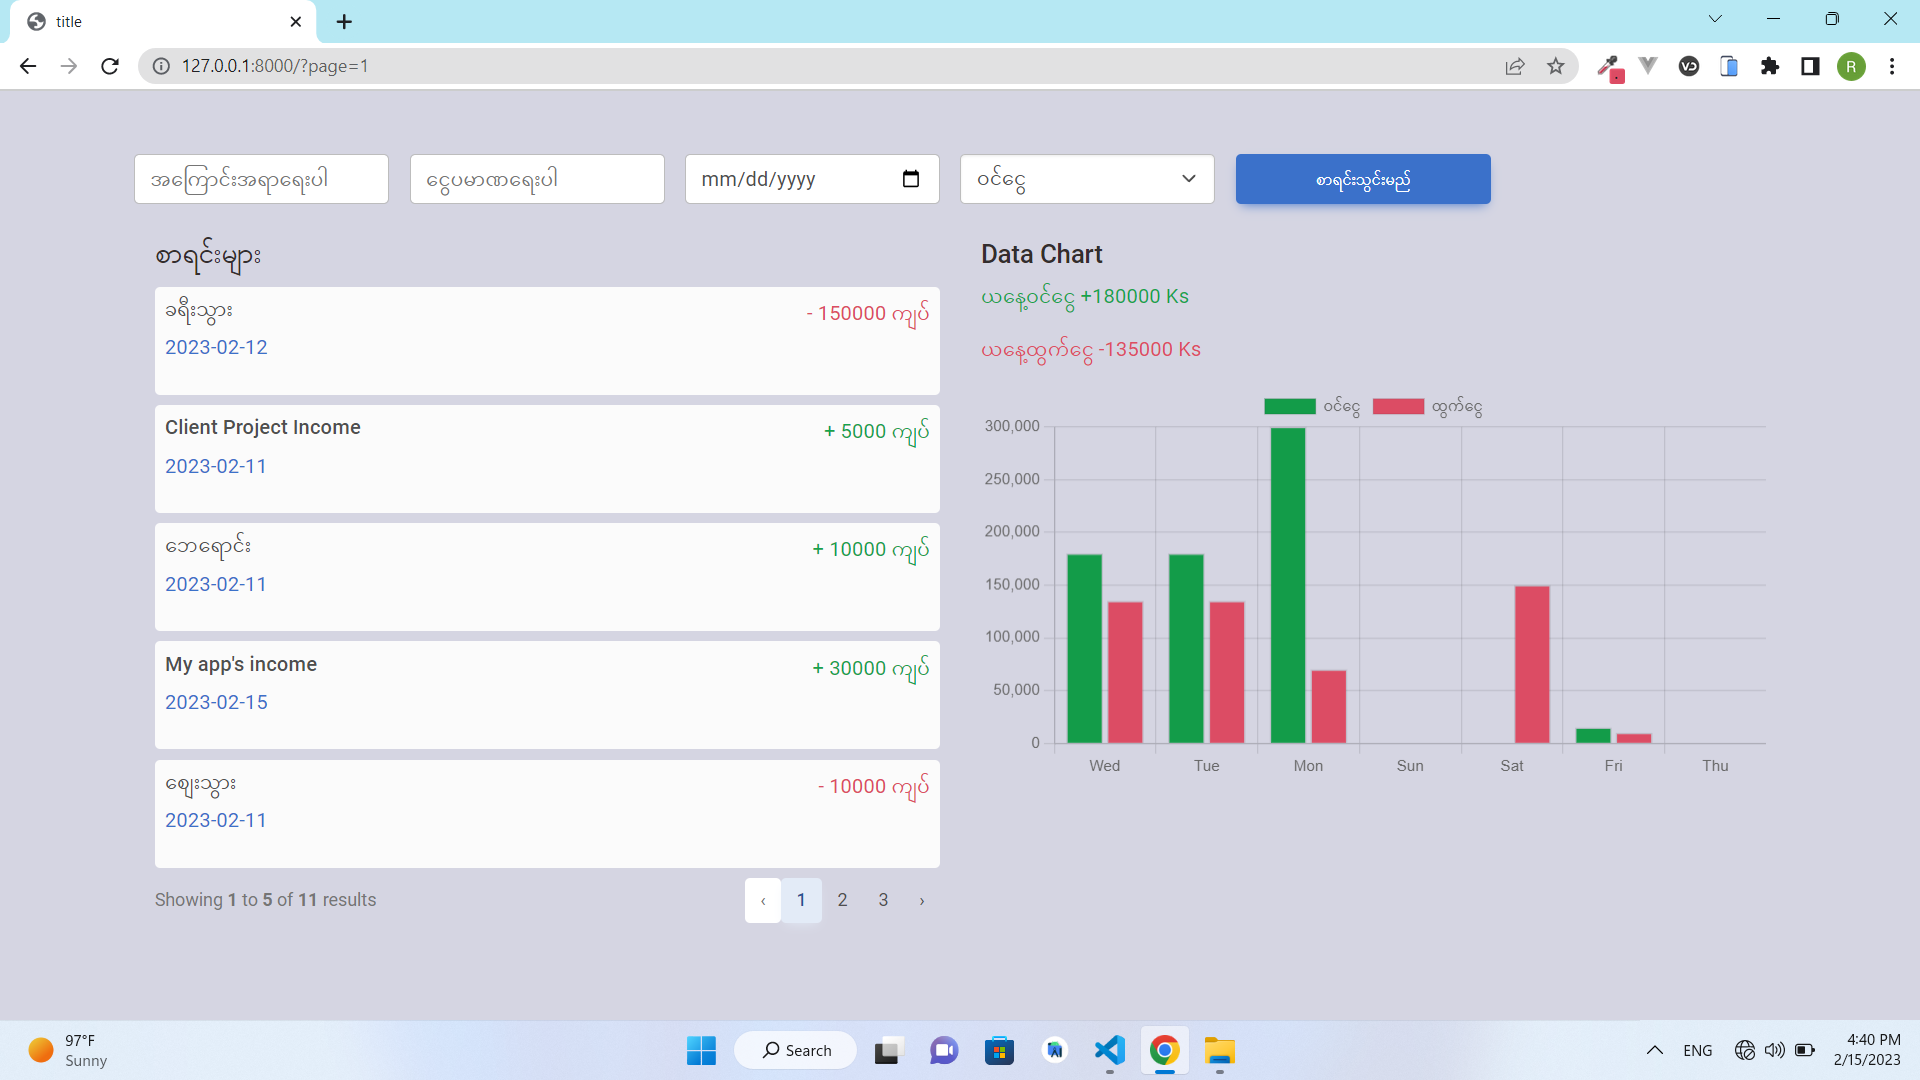 title
127.0.0.1:8000/?page=1
R
အကြောင်းအရာရေးပါ
ငွေပမာဏရေးပါ
mm/dd/yyyy
ဝင်ငွေ
စာရင်းသွင်းမည်
စာရင်းများ
ခရီးသွား
- 150000 ကျပ်
2023-02-12
Client Project Income
+ 5000 ကျပ်
2023-02-11
ဘေရောင်း
+ 10000 ကျပ်
2023-02-11
My app's income
+ 30000 ကျပ်
2023-02-15
ဈေးသွား
- 10000 ကျပ်
2023-02-11
Showing 1 to 5 of 11 results
‹ 1 2 3 ›
Data Chart
ယနေ့ဝင်ငွေ +180000 Ks
ယနေ့ထွက်ငွေ -135000 Ks
ဝင်ငွေ ထွက်ငွေ
300,000
250,000
200,000
150,000
100,000
50,000
0
Wed Tue Mon Sun Sat Fri Thu
97°F
Sunny
Search
ENG
4:40 PM
2/15/2023